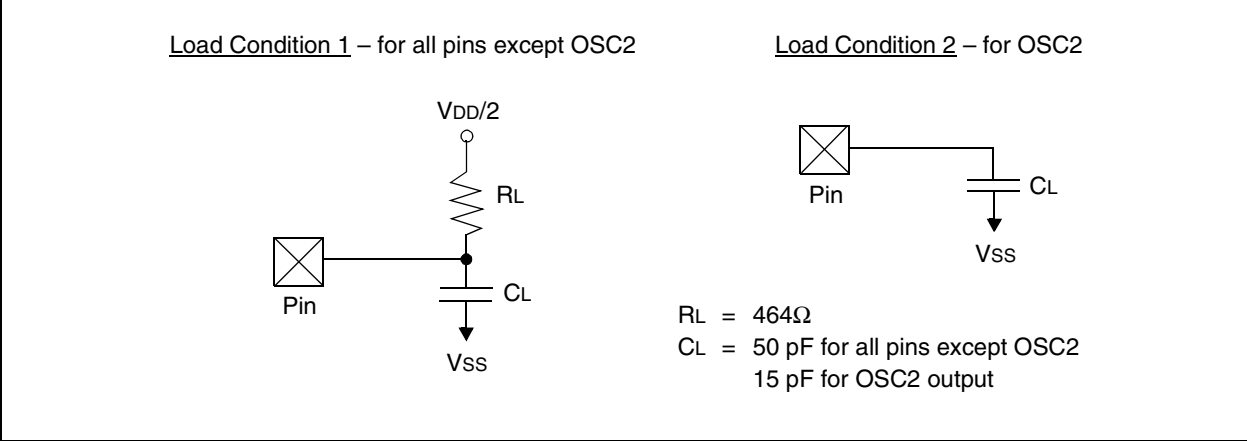 Load Condition 1 – for all pins except OSC2
VDD/2
RL
Pin
CL
VSS
Load Condition 2 – for OSC2
Pin
CL
VSS
RL = 464Ω
CL = 50 pF for all pins except OSC2
15 pF for OSC2 output